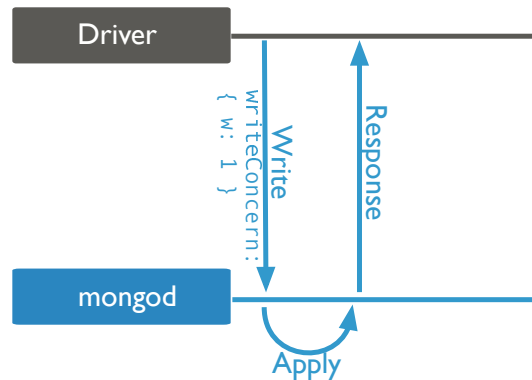 Driver
Write
writeConcern:
{ w: 1 }
Response
mongod
Apply